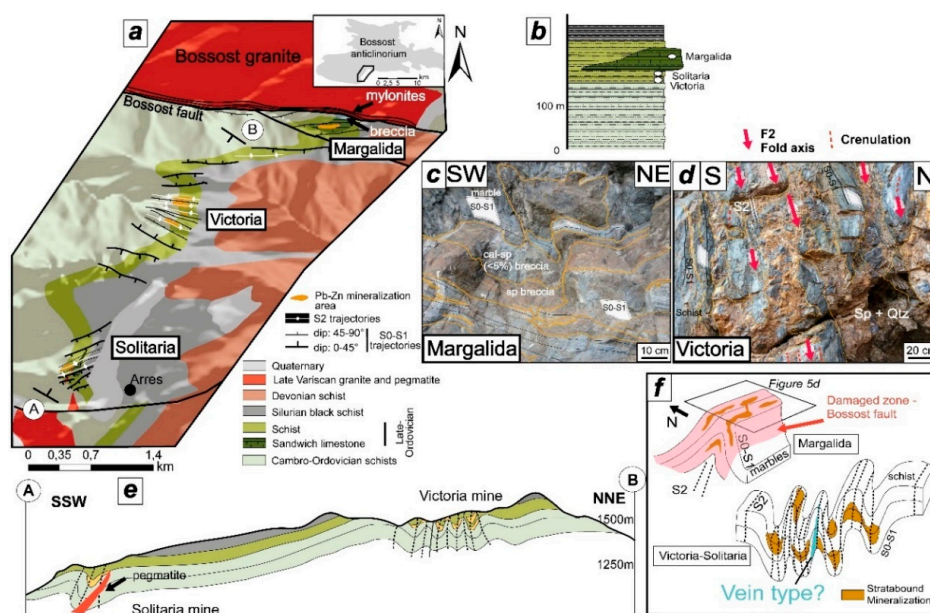 a
Bossost granite
N
Bossost
anticlinorium
N
0 2,5 5 10
km
Bossost fault
mylonites
B
breccia
Margalida
Victoria
Solitaria
Arres
A
0 0,35 0,7 1,4
km
Pb-Zn mineralization
area
S2 trajectories
dip: 45-90°
dip: 0-45°
S0-S1
trajectories
Quaternary
Late Variscan granite and pegmatite
Devonian schist
Silurian black schist
Schist
Sandwich limestone
Cambro-Ordovician schists
Late-
Ordovician
b
Margalida
Solitaria
Victoria
100 m
0
F2
Fold axis
Crenulation
c
SW
NE
marble
S0-S1
cal-sp
(<5%) breccia
sp breccia
S0-S1
Margalida
10 cm
d
S
N
S2
S0-S1
S0-S1
Schist
Sp + Qtz
Victoria
20 cm
A
SSW
e
Victoria mine
NNE
B
1500m
1250m
pegmatite
Solitaria mine
f
Figure 5d
N
Damaged zone -
Bossost fault
S0-S1
marbles
Margalida
S2
schist
S2
S0-S1
Victoria-Solitaria
Vein type?
Stratabound
Mineralization